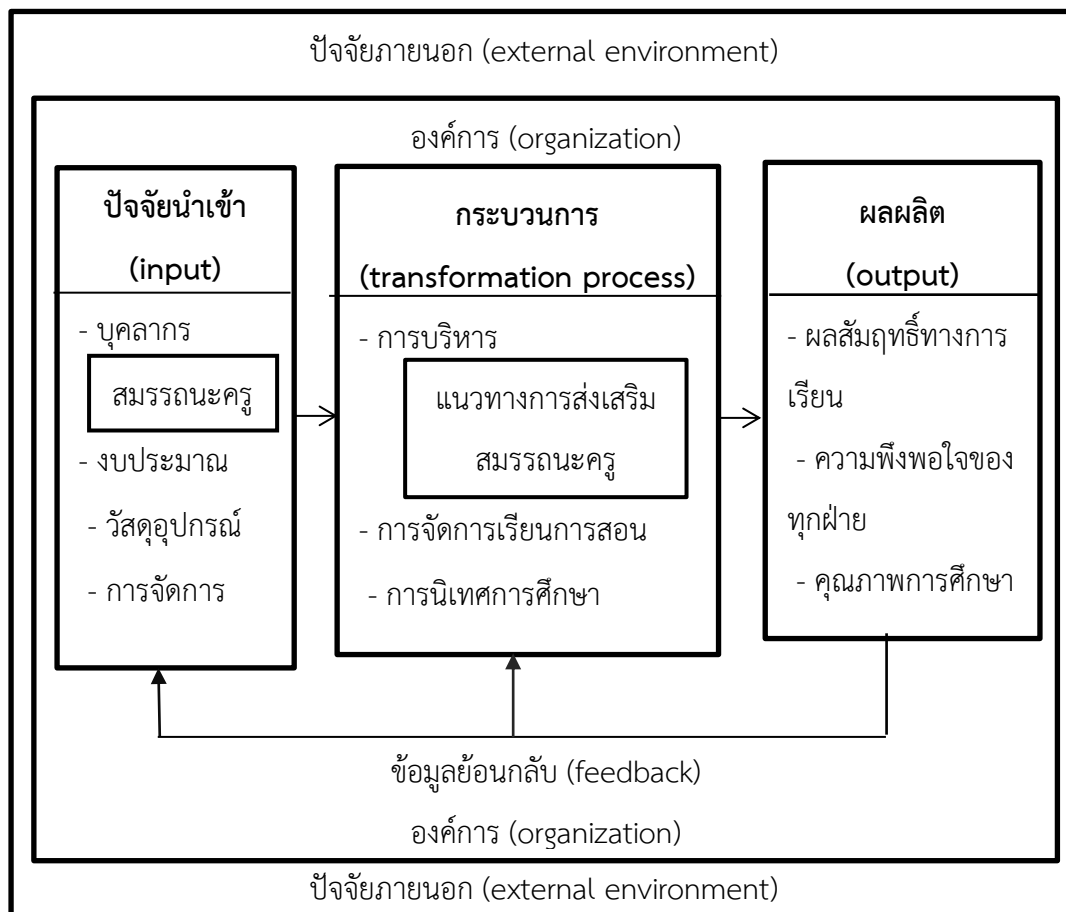 ปัจจัยภายนอก (external environment)
องค์การ (organization)
ปัจจัยนำเข้า
(input)
- บุคลากร
สมรรถนะครู
- งบประมาณ
- วัสดุอุปกรณ์
- การจัดการ
กระบวนการ
(transformation process)
- การบริหาร
แนวทางการส่งเสริม
สมรรถนะครู
- การจัดการเรียนการสอน
- การนิเทศการศึกษา
ผลผลิต
(output)
- ผลสัมฤทธิ์ทางการ
เรียน
- ความพึงพอใจของ
ทุกฝ่าย
- คุณภาพการศึกษา
ข้อมูลย้อนกลับ (feedback)
องค์การ (organization)
ปัจจัยภายนอก (external environment)